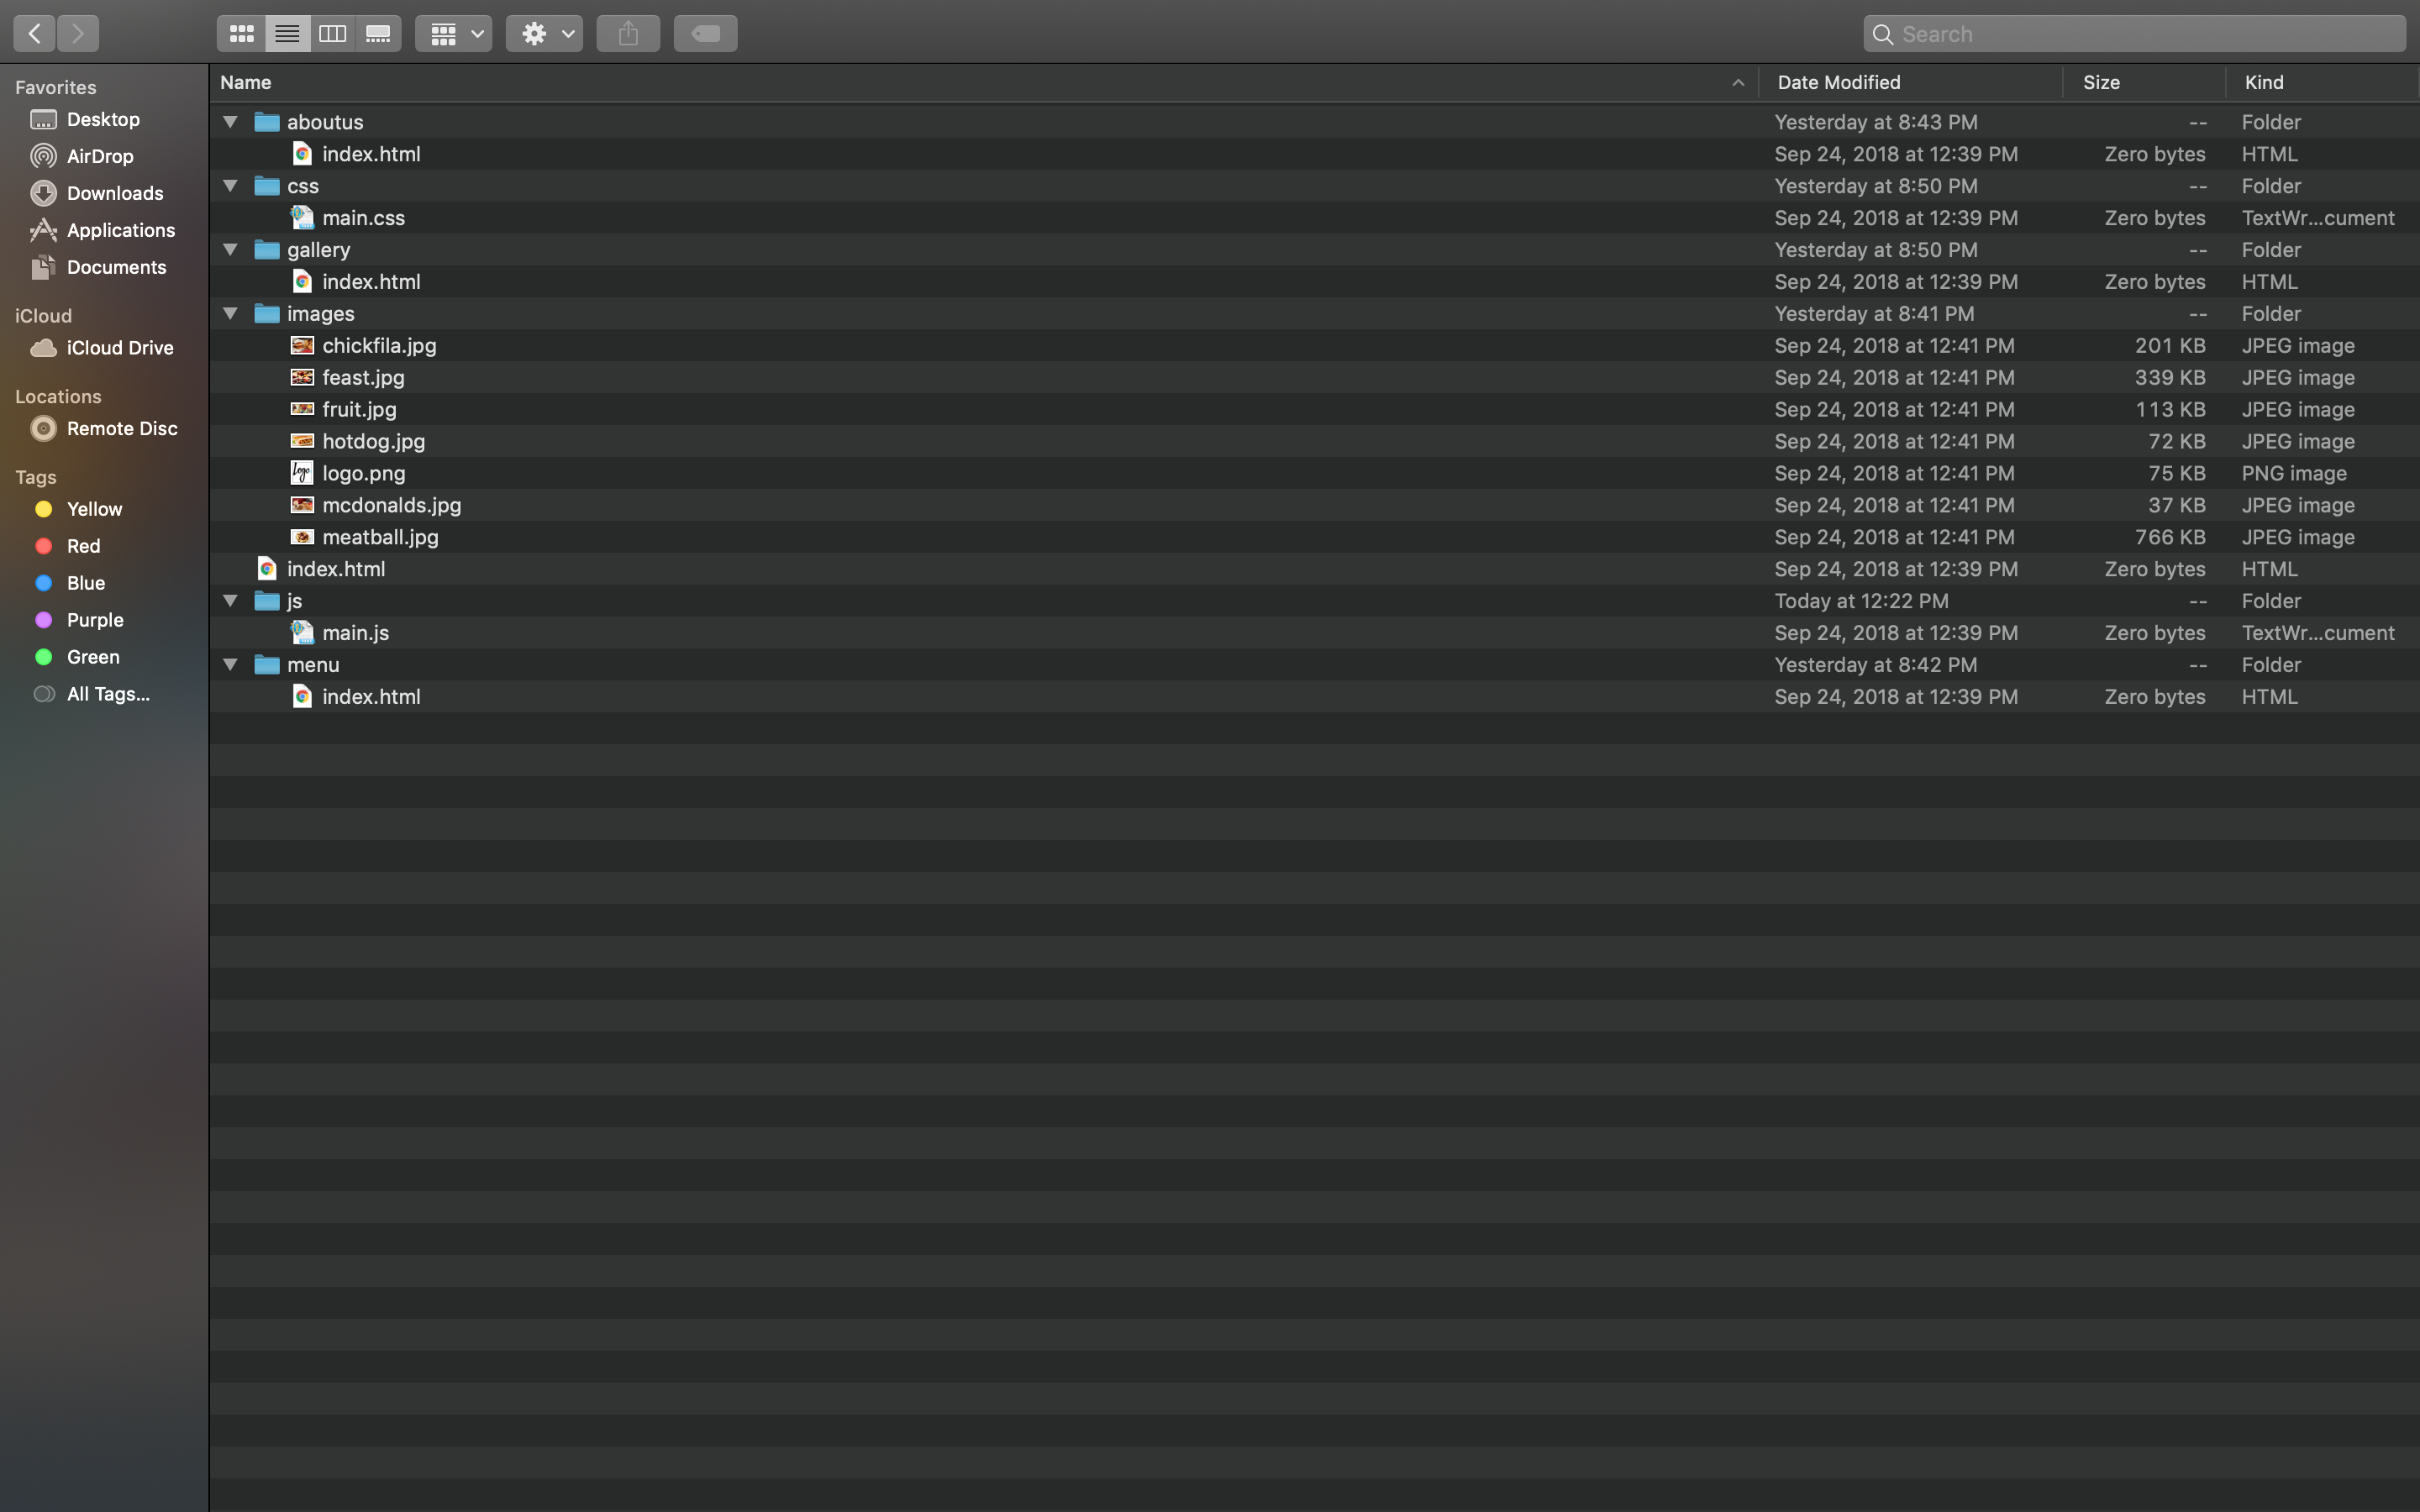 Search
Favorites
Desktop
AirDrop
Downloads
Applications
Documents
iCloud
iCloud Drive
Locations
Remote Disc
Tags
Yellow
Red
Blue
Purple
Green
All Tags...
Name Date Modified Size Kind
aboutus Yesterday at 8:43 PM -- Folder
index.html Sep 24, 2018 at 12:39 PM Zero bytes HTML
css Yesterday at 8:50 PM -- Folder
main.css Sep 24, 2018 at 12:39 PM Zero bytes TextWr...cument
gallery Yesterday at 8:50 PM -- Folder
index.html Sep 24, 2018 at 12:39 PM Zero bytes HTML
images Yesterday at 8:41 PM -- Folder
chickfila.jpg Sep 24, 2018 at 12:41 PM 201 KB JPEG image
feast.jpg Sep 24, 2018 at 12:41 PM 339 KB JPEG image
fruit.jpg Sep 24, 2018 at 12:41 PM 113 KB JPEG image
hotdog.jpg Sep 24, 2018 at 12:41 PM 72 KB JPEG image
Logo logo.png Sep 24, 2018 at 12:41 PM 75 KB PNG image
mcdonalds.jpg Sep 24, 2018 at 12:41 PM 37 KB JPEG image
meatball.jpg Sep 24, 2018 at 12:41 PM 766 KB JPEG image
index.html Sep 24, 2018 at 12:39 PM Zero bytes HTML
js Today at 12:22 PM -- Folder
main.js Sep 24, 2018 at 12:39 PM Zero bytes TextWr...cument
menu Yesterday at 8:42 PM -- Folder
index.html Sep 24, 2018 at 12:39 PM Zero bytes HTML